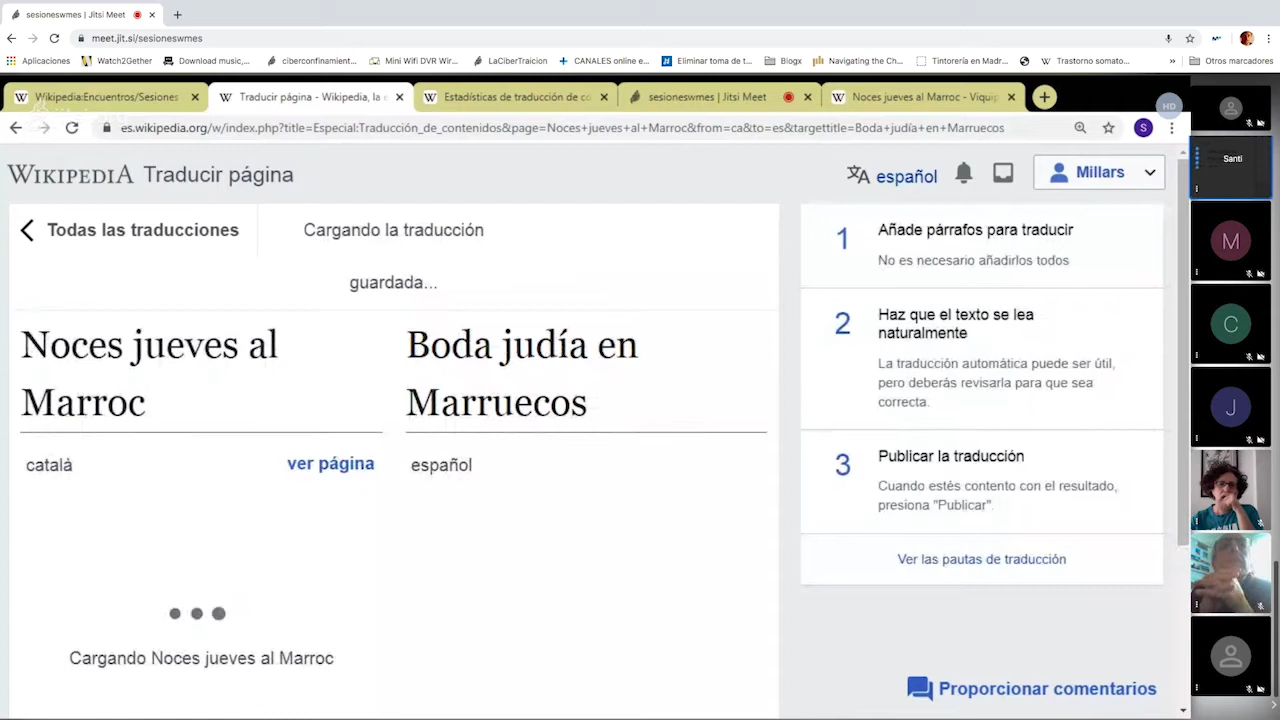 sesioneswmes | Jitsi Meet
meet.jit.si/sesioneswmes
Aplicaciones
Watch2Gether
Download music,...
ciberconfinamient...
Mini Wifi DVR Wir...
LaCiberTraicion
CANALES online e...
Eliminar toma de t...
Blogx
Navigating the Ch...
Tintorería en Madr...
Trastorno somato...
»
Otros marcadores
Wikipedia:Encuentros/Sesiones
Traducir página - Wikipedia, la e
Estadísticas de traducción de co
sesioneswmes | Jitsi Meet
Noces jueves al Marroc - Viquip
HD
es.wikipedia.org/w/index.php?title=Especial:Traducción_de_contenidos&page=Noces+jueves+al+Marroc&from=ca&to=es&targettitle=Boda+judía+en+Marruecos
S
WIKIPEDIA Traducir página
español
Millars
Todas las traducciones
Cargando la traducción
guardada...
Noces jueves al
Marroc
Boda judía en
Marruecos
català
ver página
español
Cargando Noces jueves al Marroc
1
Añade párrafos para traducir
No es necesario añadirlos todos
2
Haz que el texto se lea
naturalmente
La traducción automática puede ser útil,
pero deberás revisarla para que sea
correcta.
3
Publicar la traducción
Cuando estés contento con el resultado,
presiona "Publicar".
Ver las pautas de traducción
Proporcionar comentarios
Santi
M
C
J